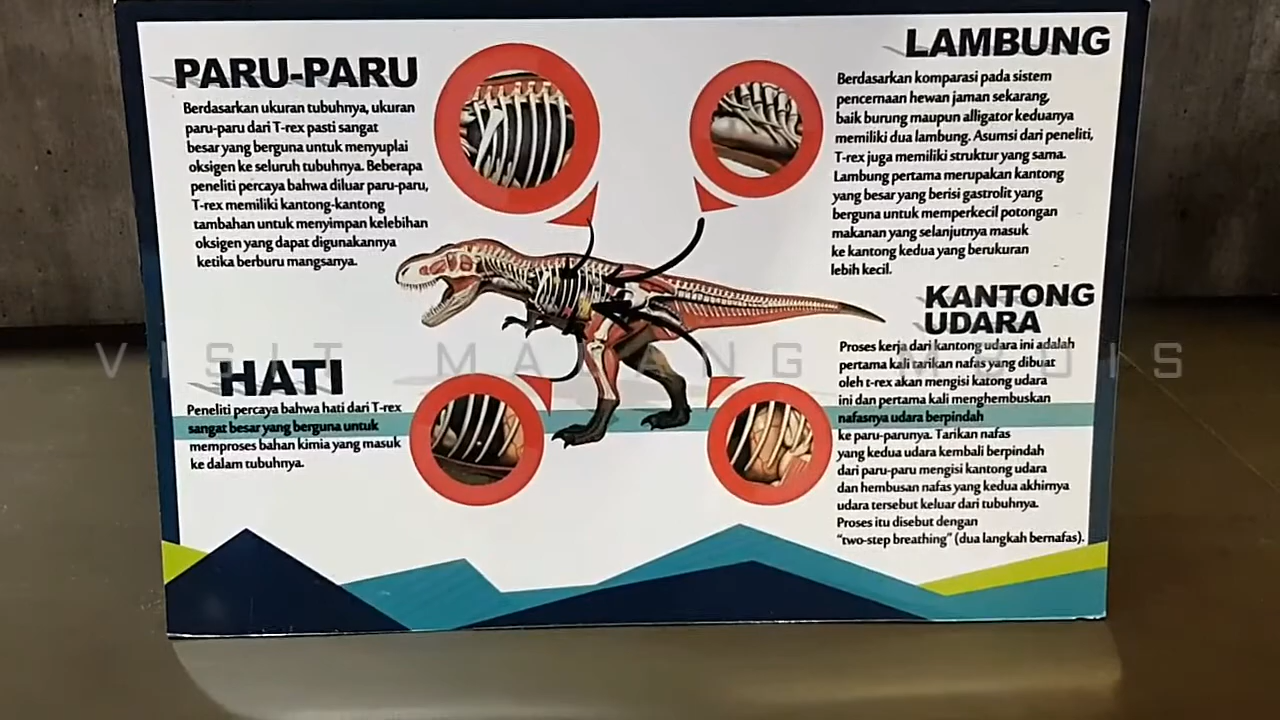 PARU-PARU
Berdasarkan ukuran tubuhnya, ukuran
paru-paru dari T-rex pasti sangat
besar yang berguna untuk menyuplai
oksigen ke seluruh tubuhnya. Beberapa
peneliti percaya bahwa diluar paru-paru,
T-rex memiliki kantong-kantong
tambahan untuk menyimpan kelebihan
oksigen yang dapat digunakannya
ketika berburu mangsanya.
LAMBUNG
Berdasarkan komparasi pada sistem
pencernaan hewan jaman sekarang,
baik burung maupun alligator keduanya
memiliki dua lambung. Asumsi dari peneliti,
T-rex juga memiliki struktur yang sama.
Lambung pertama merupakan kantong
yang besar yang berisi gastrolit yang
berguna untuk memperkecil potongan
makanan yang selanjutnya masuk
ke kantong kedua yang berukuran
lebih kecil.
HATI
Peneliti percaya bahwa hati dari T-rex
sangat besar yang berguna untuk
memproses bahan kimia yang masuk
ke dalam tubuhnya.
KANTONG
UDARA
Proses kerja dari kantong udara ini adalah
pertama kali tarikan nafas yang dibuat
oleh t-rex akan mengisi katong udara
ini dan pertama kali menghembuskan
nafasnya udara berpindah
ke paru-parunya. Tarikan nafas
yang kedua udara kembali berpindah
dari paru-paru mengisi kantong udara
dan hembusan nafas yang kedua akhirnya
udara tersebut keluar dari tubuhnya.
Proses itu disebut dengan
"two-step breathing" (dua langkah bernafas).
VISIT MALANG